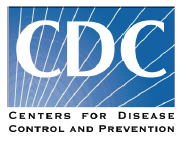 CDC
CENTERS FOR DISEASE
CONTROL AND PREVENTION